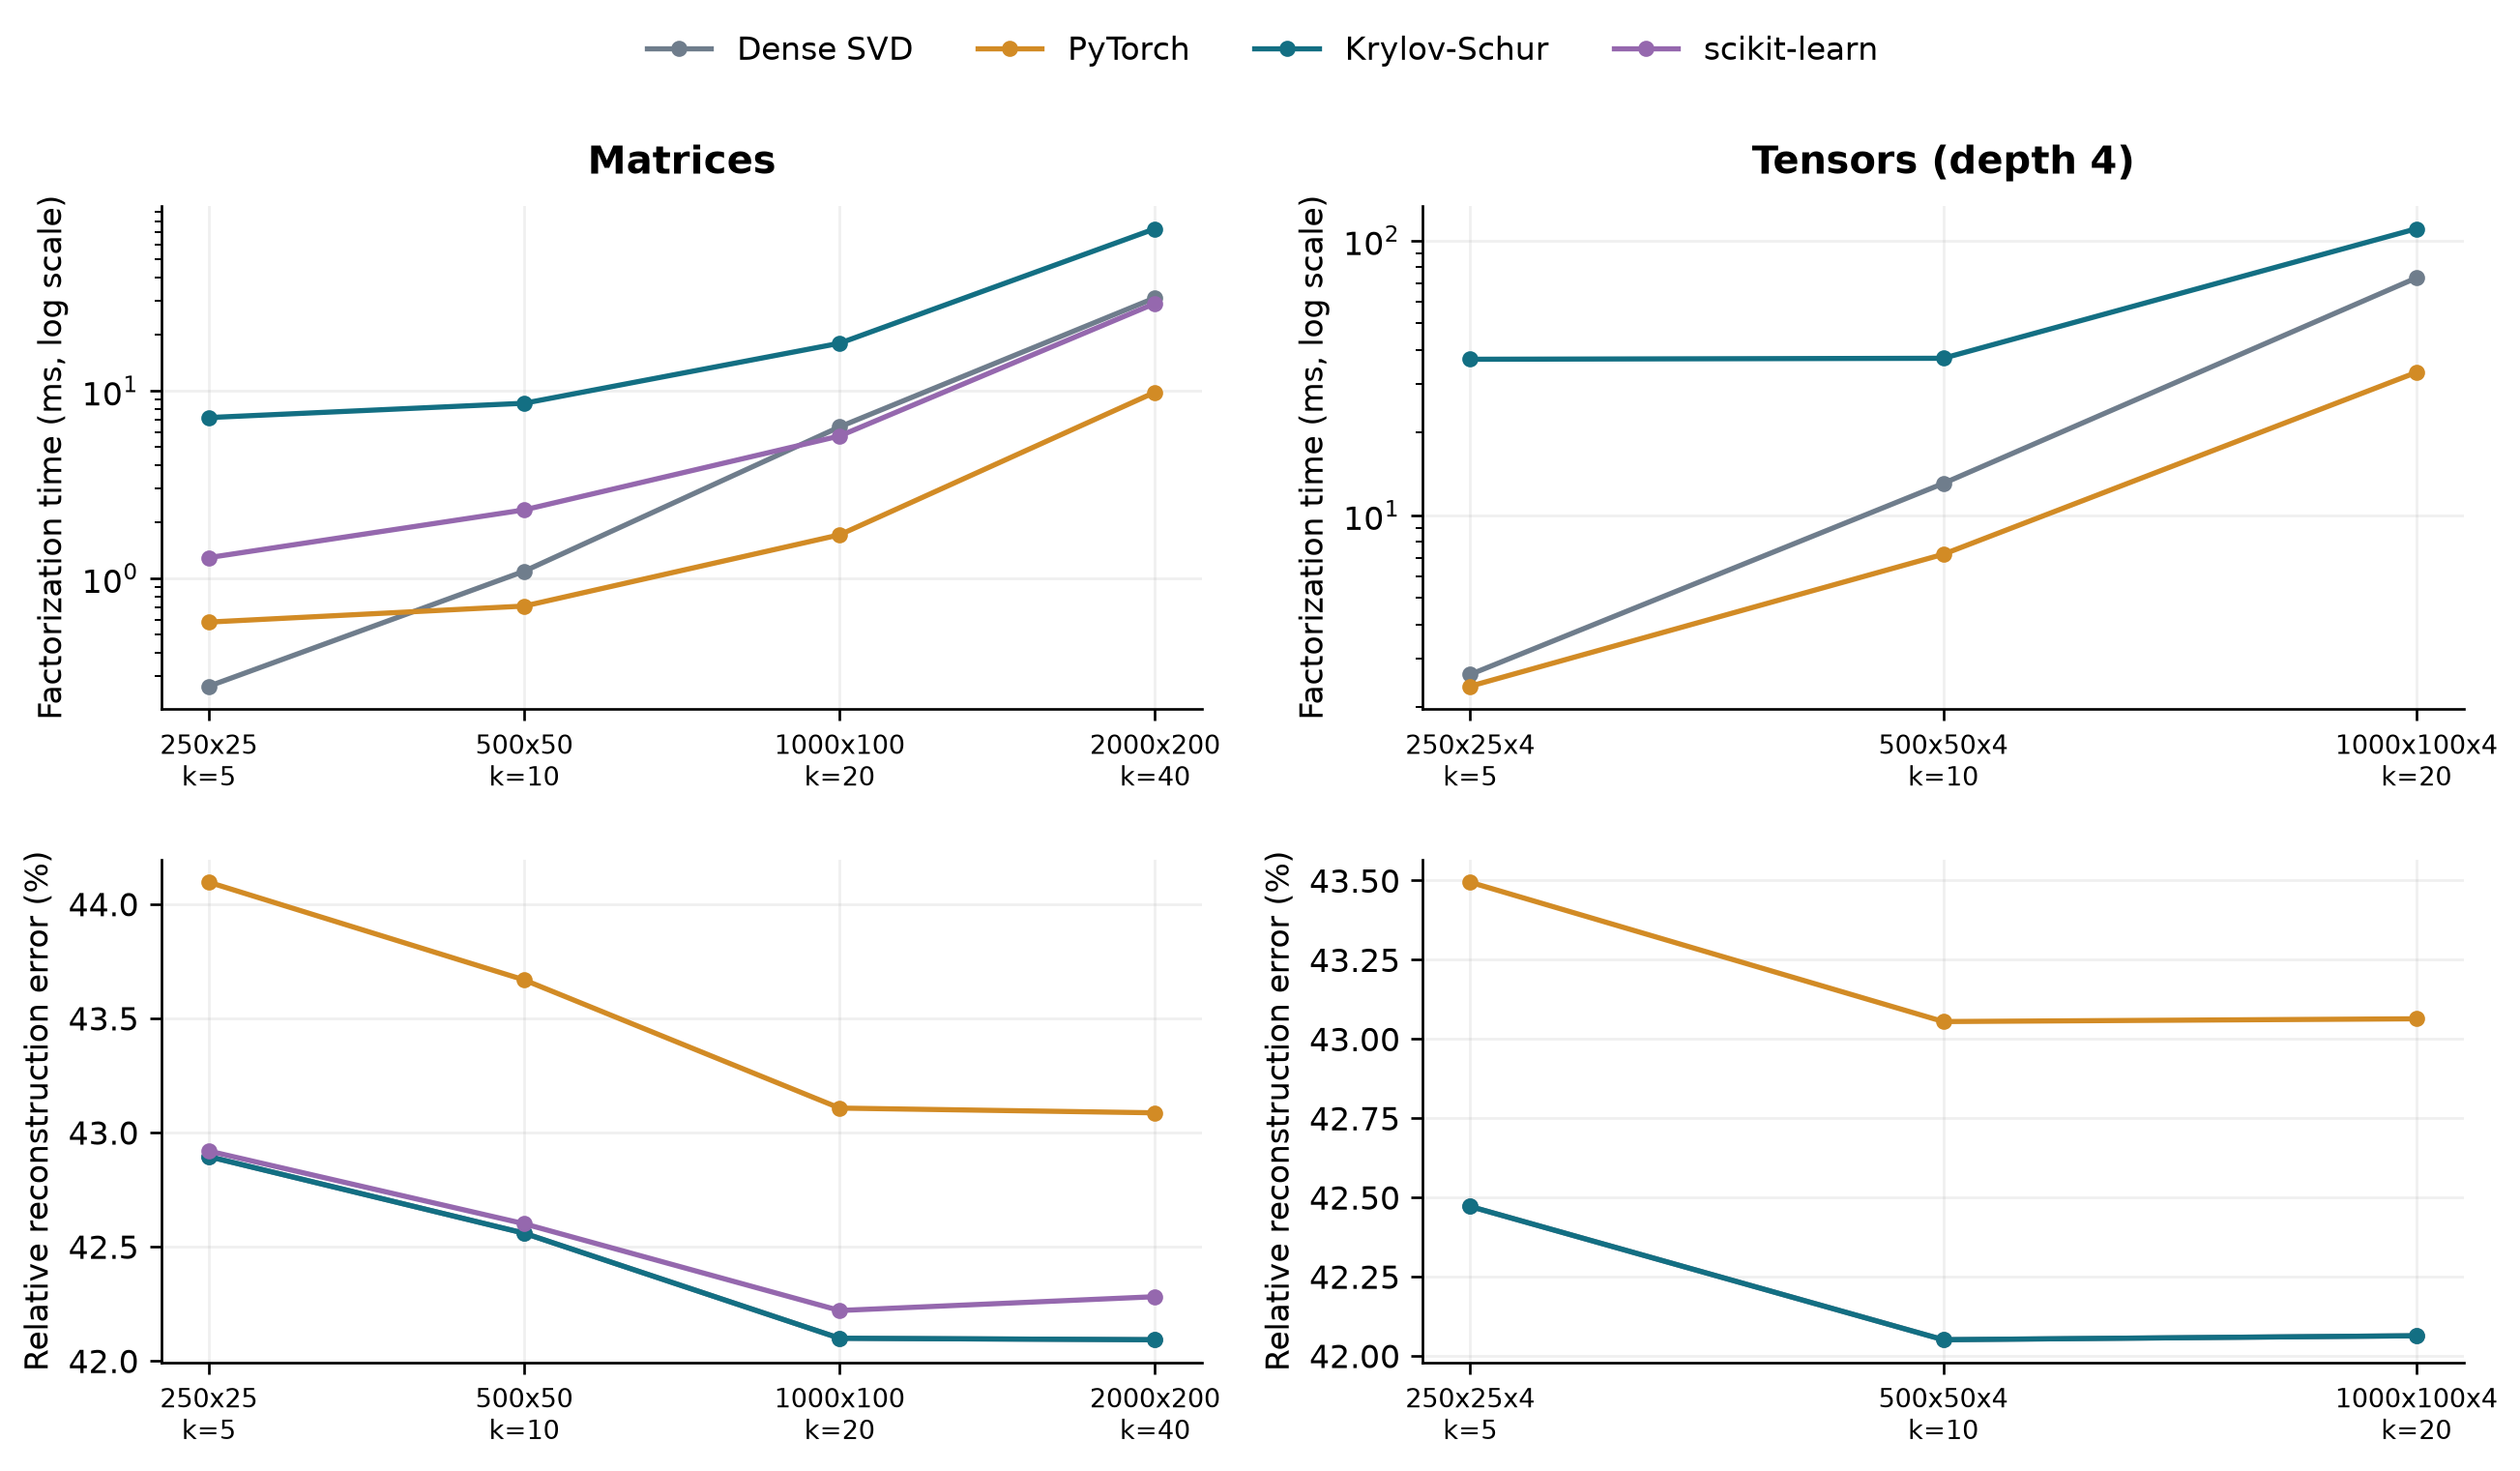 Dense SVD PyTorch Krylov-Schur scikit-learn
Matrices
Factorization time (ms, log scale)
10¹
10⁰
250x25 500x50 1000x100 2000x200
k=5 k=10 k=20 k=40
Tensors (depth 4)
Factorization time (ms, log scale)
10²
10¹
250x25x4 500x50x4 1000x100x4
k=5 k=10 k=20
Relative reconstruction error (%)
44.0
43.5
43.0
42.5
42.0
250x25 500x50 1000x100 2000x200
k=5 k=10 k=20 k=40
Relative reconstruction error (%)
43.50
43.25
43.00
42.75
42.50
42.25
42.00
250x25x4 500x50x4 1000x100x4
k=5 k=10 k=20